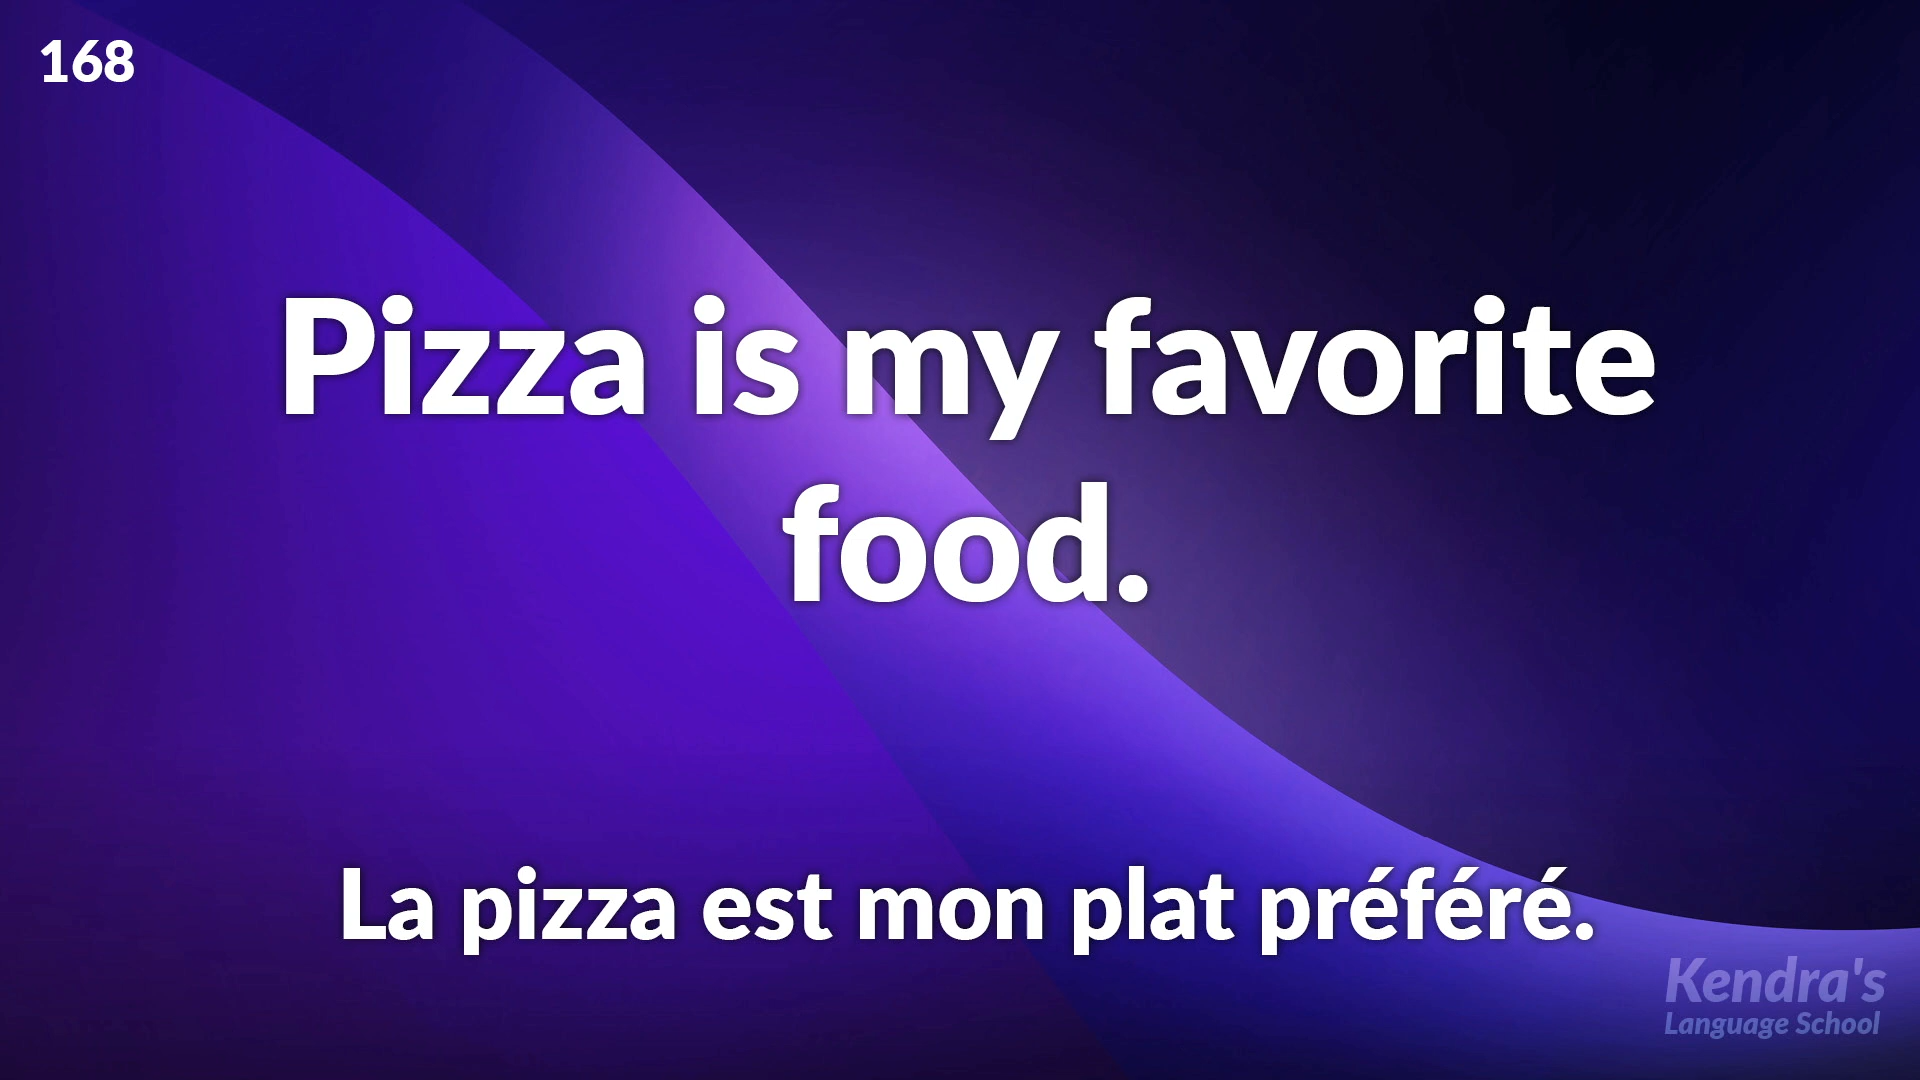 168
Pizza is my favorite
food.
La pizza est mon plat préféré.
Kendra's
Language School